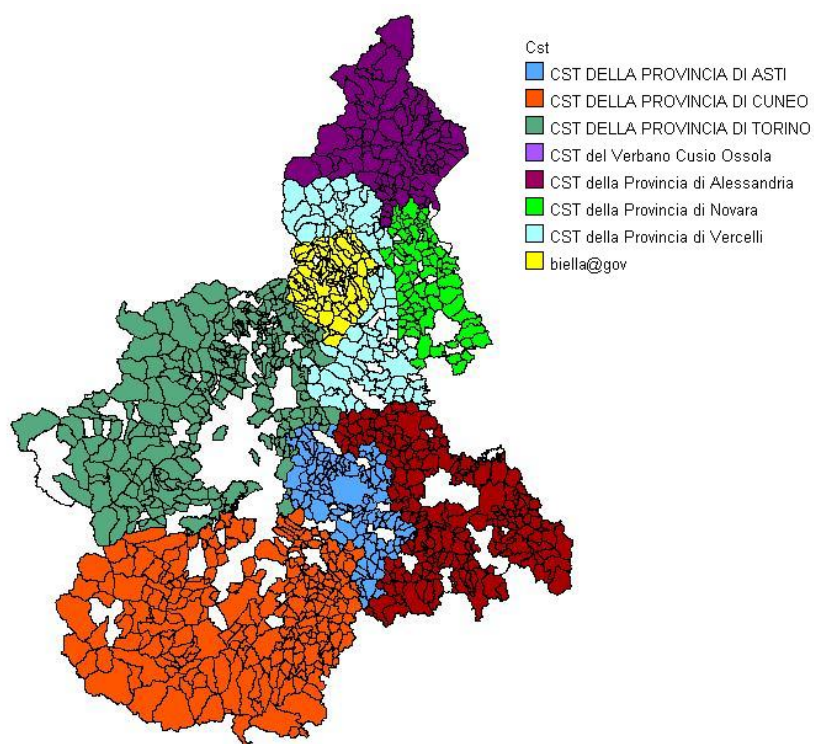 Cst
CST DELLA PROVINCIA DI ASTI
CST DELLA PROVINCIA DI CUNEO
CST DELLA PROVINCIA DI TORINO
CST del Verbano Cusio Ossola
CST della Provincia di Alessandria
CST della Provincia di Novara
CST della Provincia di Vercelli
biella@gov